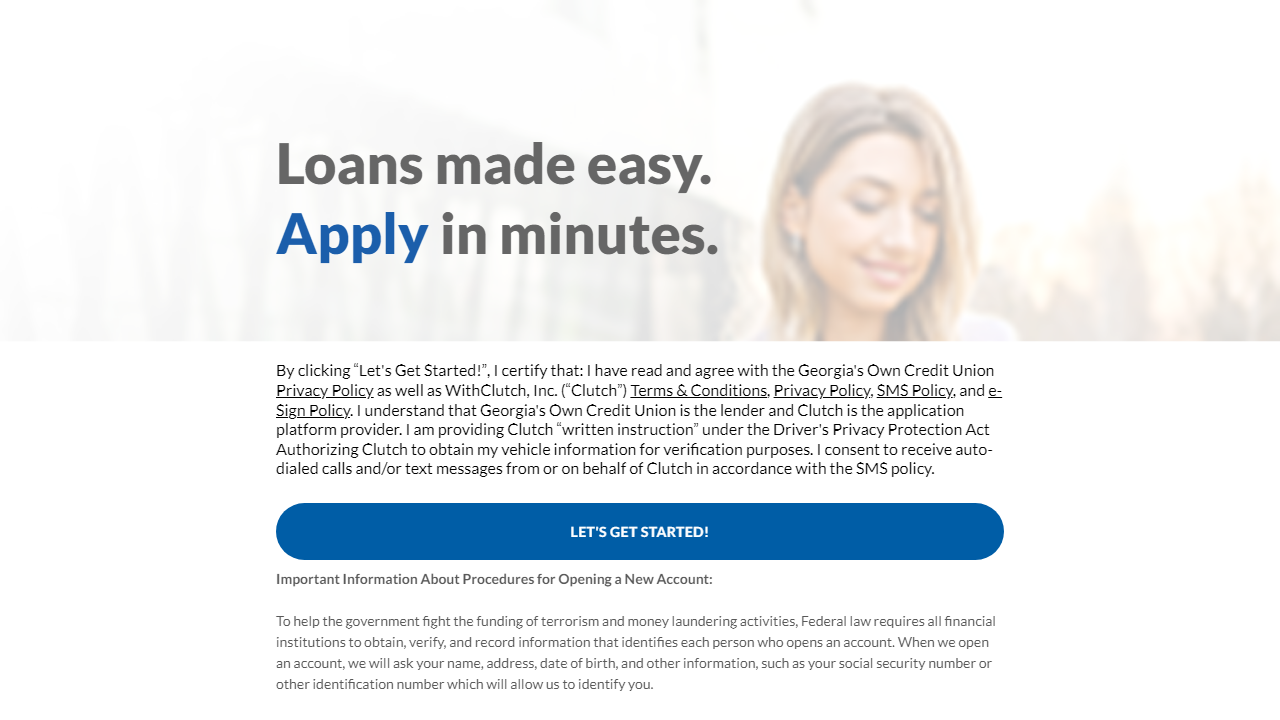 Loans made easy.
Apply in minutes.
By clicking “Let's Get Started!”, I certify that: I have read and agree with the Georgia's Own Credit Union
Privacy Policy as well as WithClutch, Inc. (“Clutch”) Terms & Conditions, Privacy Policy, SMS Policy, and e-
Sign Policy. I understand that Georgia's Own Credit Union is the lender and Clutch is the application
platform provider. I am providing Clutch “written instruction” under the Driver's Privacy Protection Act
Authorizing Clutch to obtain my vehicle information for verification purposes. I consent to receive auto-
dialed calls and/or text messages from or on behalf of Clutch in accordance with the SMS policy.
LET'S GET STARTED!
Important Information About Procedures for Opening a New Account:
To help the government fight the funding of terrorism and money laundering activities, Federal law requires all financial
institutions to obtain, verify, and record information that identifies each person who opens an account. When we open
an account, we will ask your name, address, date of birth, and other information, such as your social security number or
other identification number which will allow us to identify you.